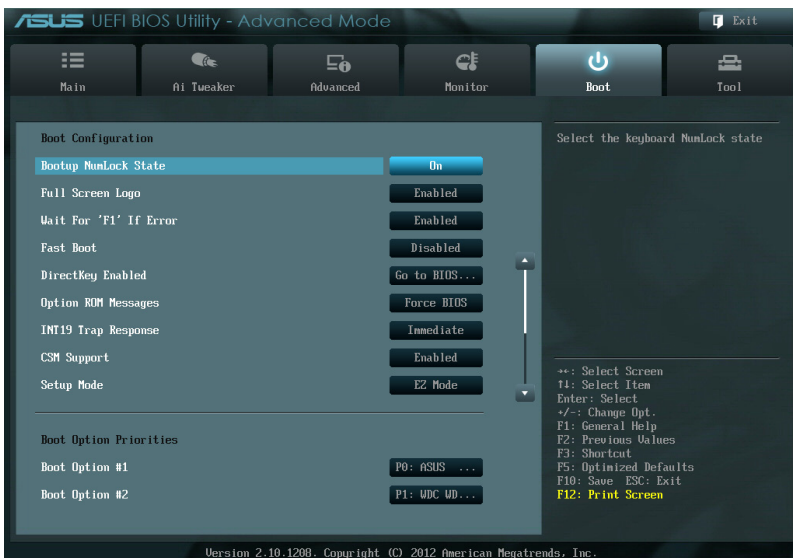 ASUS UEFI BIOS Utility - Advanced Mode
Exit
Main
Ai Tweaker
Advanced
Monitor
Boot
Tool
Boot Configuration
Bootup NumLock State On
Full Screen Logo Enabled
Wait For 'F1' If Error Enabled
Fast Boot Disabled
DirectKey Enabled Go to BIOS...
Option ROM Messages Force BIOS
INT19 Trap Response Immediate
CSM Support Enabled
Setup Mode EZ Mode
Boot Option Priorities
Boot Option #1 P0: ASUS ...
Boot Option #2 P1: WDC WD...
Select the keyboard NumLock state
→←: Select Screen
↑↓: Select Item
Enter: Select
+/-: Change Opt.
F1: General Help
F2: Previous Values
F3: Shortcut
F5: Optimized Defaults
F10: Save ESC: Exit
F12: Print Screen
Version 2.10.1208. Copyright (C) 2012 American Megatrends, Inc.